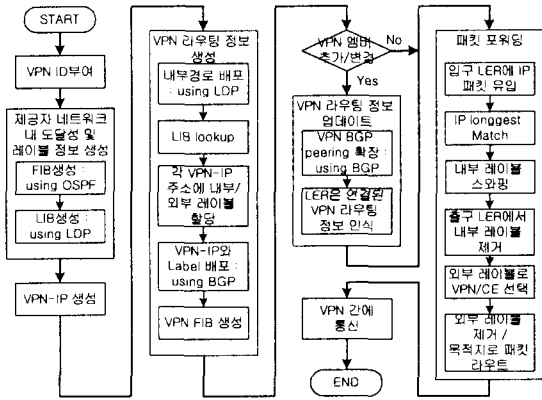 START
VPN ID부여
제공자 네트워크
내 도달성 및
레이블 정보 생성
FIB생성 :
using OSPF
LIB생성 :
using LDP
VPN-IP 생성
VPN 라우팅 정보
생성
내부경로 배포
: using LDP
LIB lookup
각 VPN-IP
주소에 내부/
외부 레이블
할당
VPN-IP와
Label 배포 :
using BGP
VPN FIB 생성
VPN 멤버
추가/변경
No
Yes
VPN 라우팅 정보
업데이트
VPN BGP
peering 확장 :
using BGP
LER은 연결된
VPN 라우팅
정보 인식
패킷 포워딩
입구 LER에 IP
패킷 유입
IP longgest
Match
내부 레이블
스와핑
출구 LER에서
내부 레이블
제거
외부 레이블로
VPN/CE 선택
외부 레이블
제거 /
목적지로 패킷
라우트
VPN 간에
통신
END